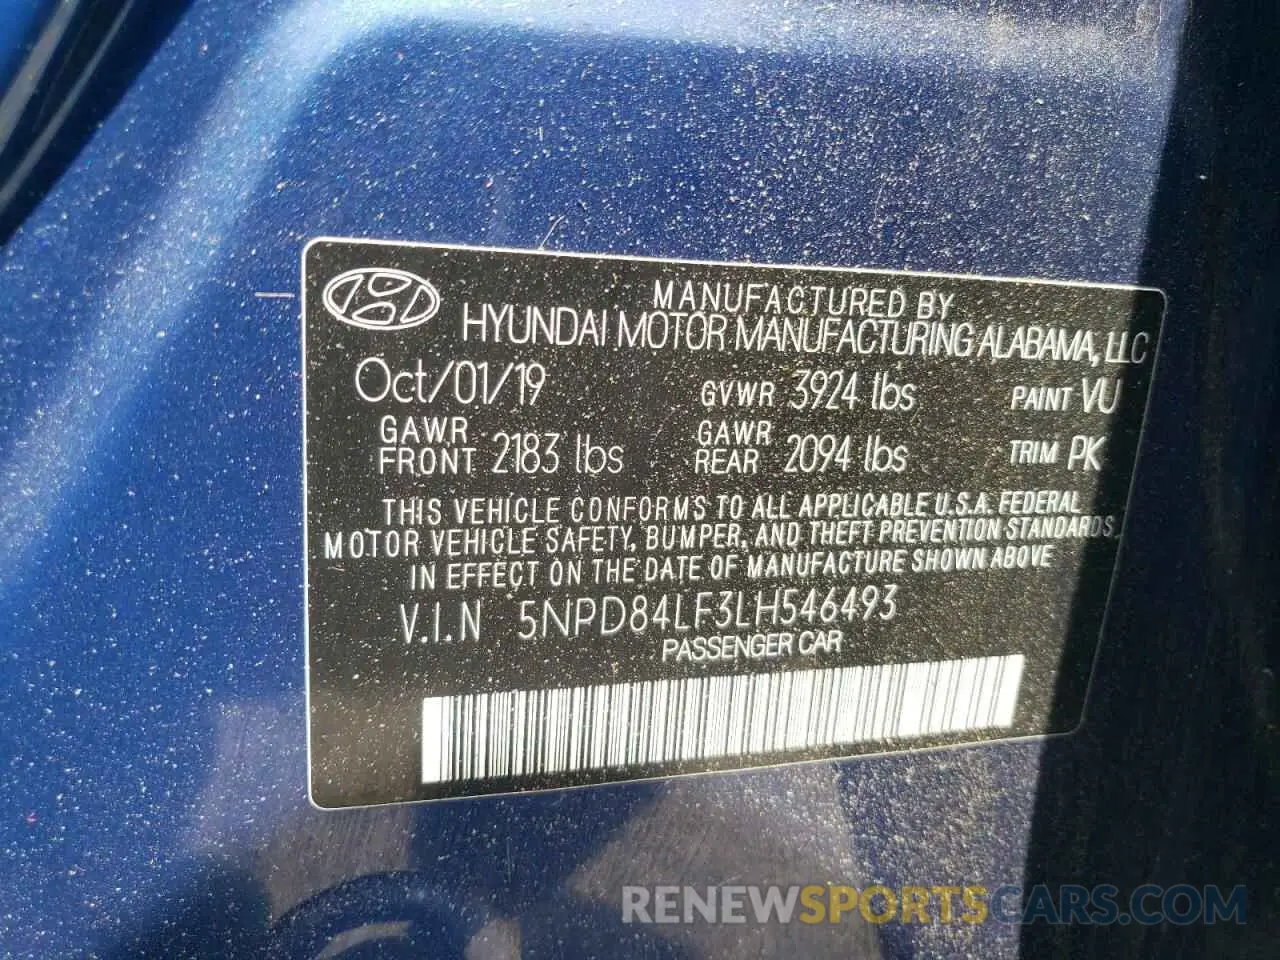 MANUFACTURED BY
HYUNDAI MOTOR MANUFACTURING ALABAMA, LLC
Oct/01/19 GVWR 3924 lbs PAINT VU
GAWR FRONT 2183 lbs GAWR REAR 2094 lbs TRIM PK
THIS VEHICLE CONFORMS TO ALL APPLICABLE U.S.A. FEDERAL
MOTOR VEHICLE SAFETY, BUMPER, AND THEFT PREVENTION STANDARDS
IN EFFECT ON THE DATE OF MANUFACTURE SHOWN ABOVE
V.I.N 5NPD84LF3LH546493
PASSENGER CAR
RENEWSPORTSCARS.COM